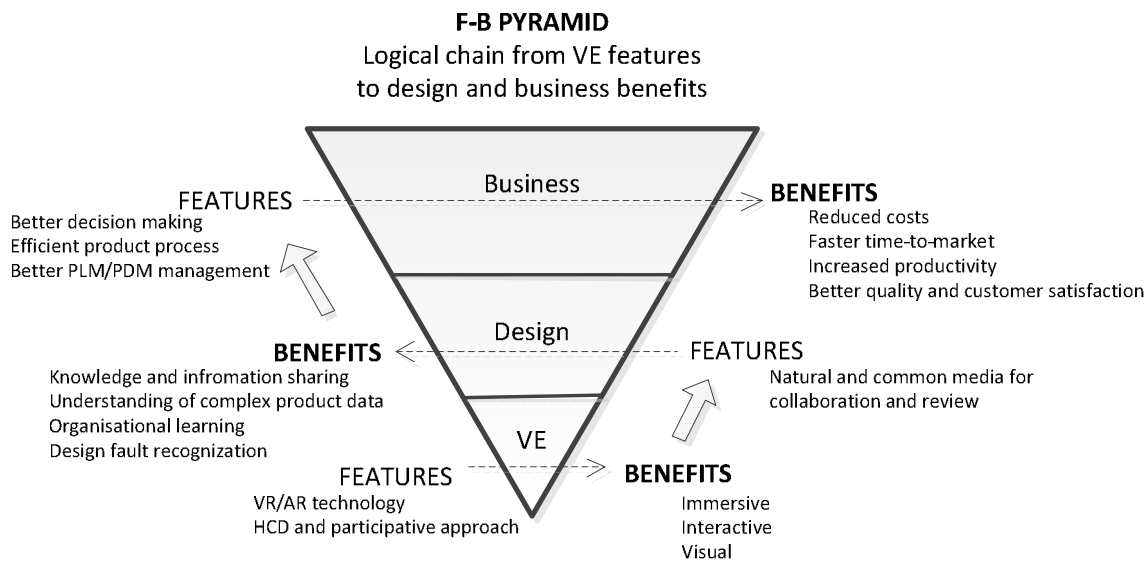 F-B PYRAMID
Logical chain from VE features
to design and business benefits
Business
FEATURES
Better decision making
Efficient product process
Better PLM/PDM management
BENEFITS
Reduced costs
Faster time-to-market
Increased productivity
Better quality and customer satisfaction
Design
BENEFITS
Knowledge and infromation sharing
Understanding of complex product data
Organisational learning
Design fault recognization
FEATURES
Natural and common media for
collaboration and review
VE
FEATURES
VR/AR technology
HCD and participative approach
BENEFITS
Immersive
Interactive
Visual